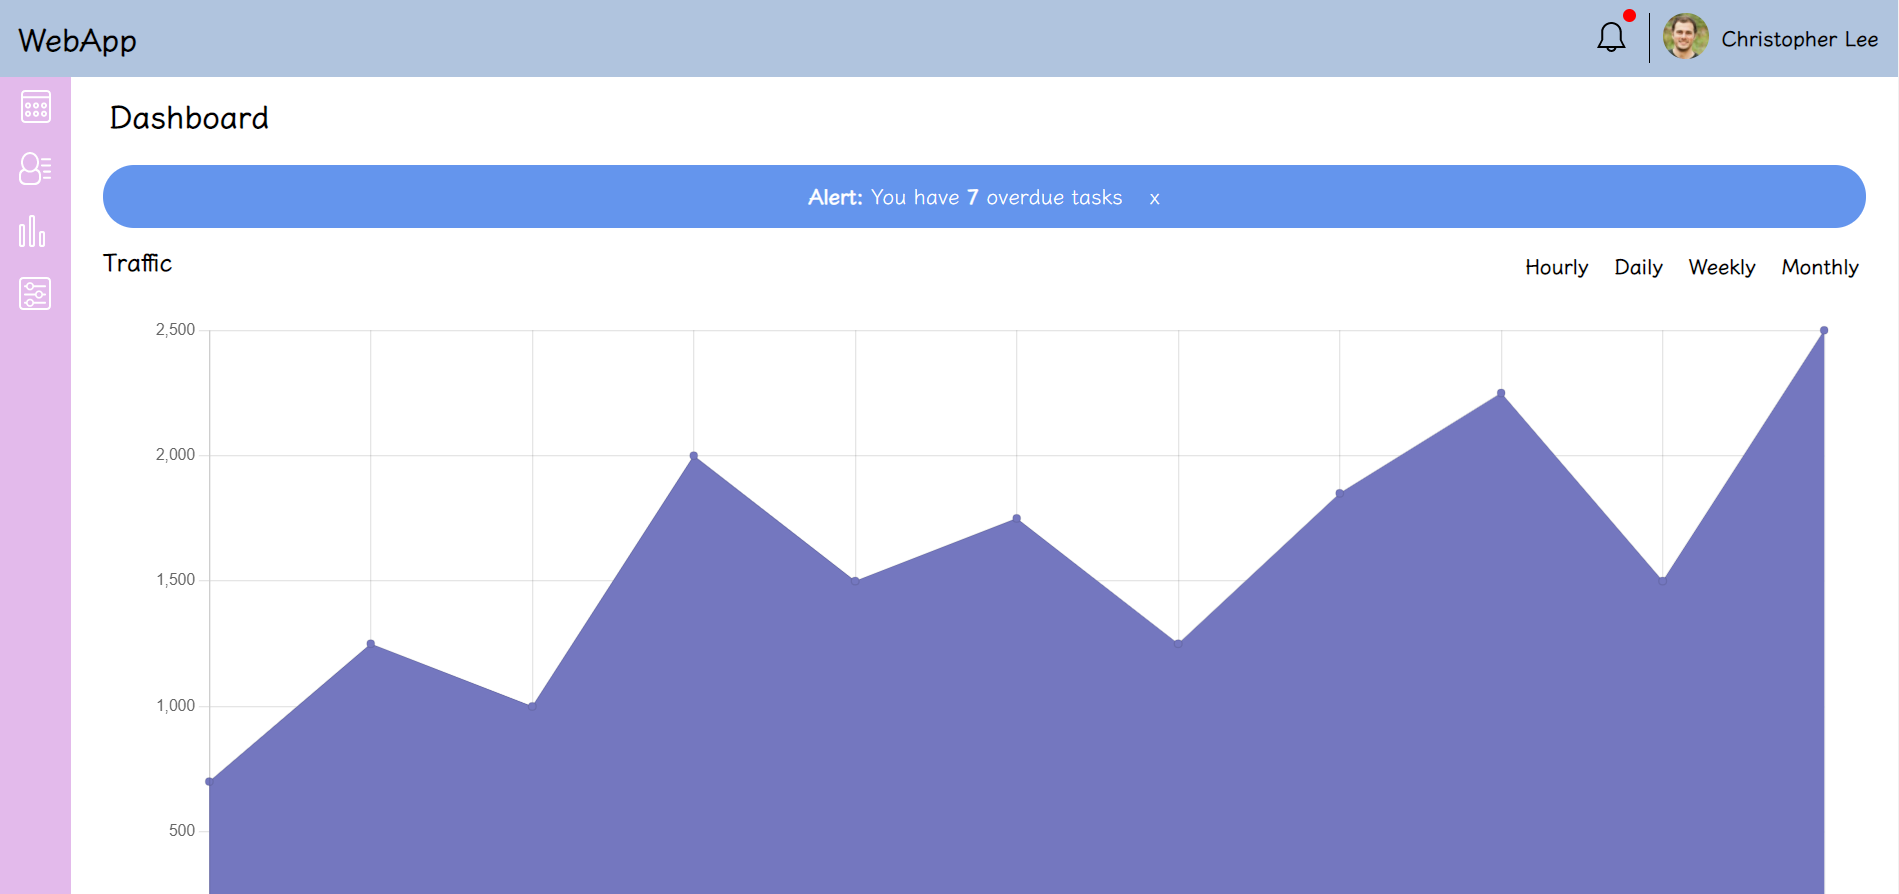 WebApp
Christopher Lee
Dashboard
Alert: You have 7 overdue tasks x
Traffic
Hourly Daily Weekly Monthly
2,500
2,000
1,500
1,000
500